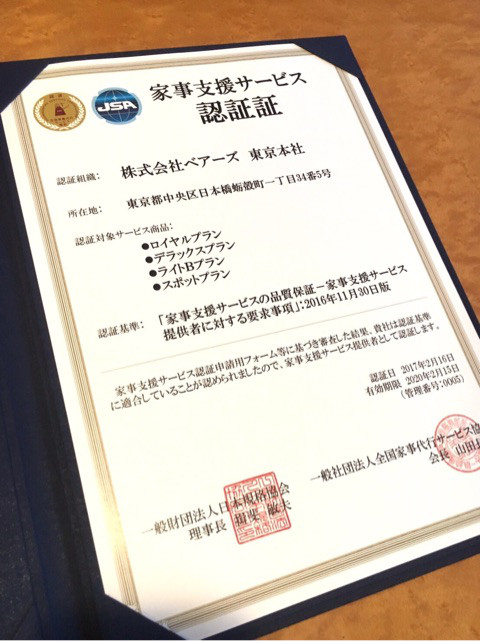 JSA
家事支援サービス
認証証
認証組織： 株式会社ベアーズ 東京本社
所在地： 東京都中央区日本橋蛎殻町一丁目34番5号
認証対象サービス商品：
●ロイヤルプラン
●デラックスプラン
●ライトBプラン
●スポットプラン
認証基準： 「家事支援サービスの品質保証－家事支援サービス
提供者に対する要求事項」：2016年11月30日版
家事支援サービス認証申請用フォーム等に基づき審査した結果、貴社は認証基準
に適合していることが認められましたので、家事支援サービス提供者として認証します。
認証日 2017年2月16日
有効期限 2020年2月15日
（管理番号：0005）
一般財団法人日本規格協会
理事長 揖斐 敏夫
一般社団法人全国家事代行サービス協
会長 山田長